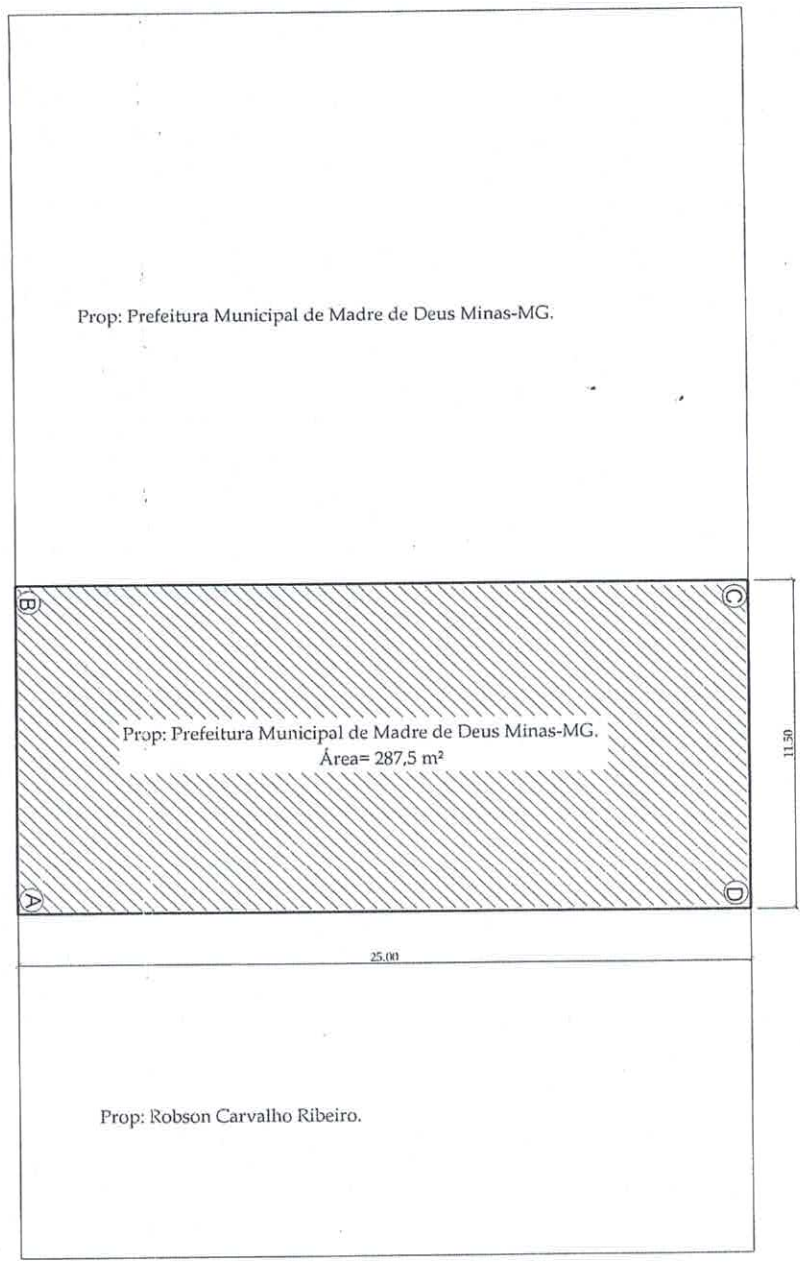 Prop: Prefeitura Municipal de Madre de Deus Minas-MG.
B
C
Prop: Prefeitura Municipal de Madre de Deus Minas-MG.
Área= 287,5 m²
11.50
A
D
25.00
Prop: Robson Carvalho Ribeiro.